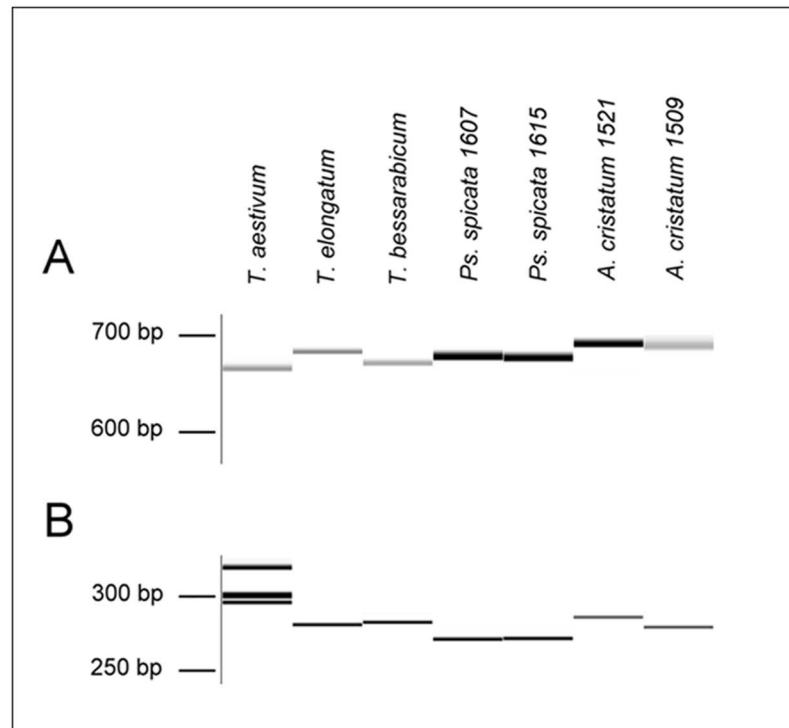 T. aestivum
T. elongatum
T. bessarabicum
Ps. spicata 1607
Ps. spicata 1615
A. cristatum 1521
A. cristatum 1509
A
700 bp
600 bp
B
300 bp
250 bp